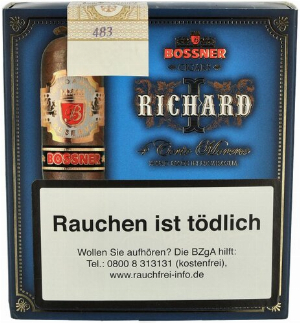 483
BOSSNER
RICHARD
I
B
BOSSNER
Rauchen ist tödlich
Wollen Sie aufhören? Die BZgA hilft:
Tel.: 0800 8 313131 (kostenfrei),
www.rauchfrei-info.de